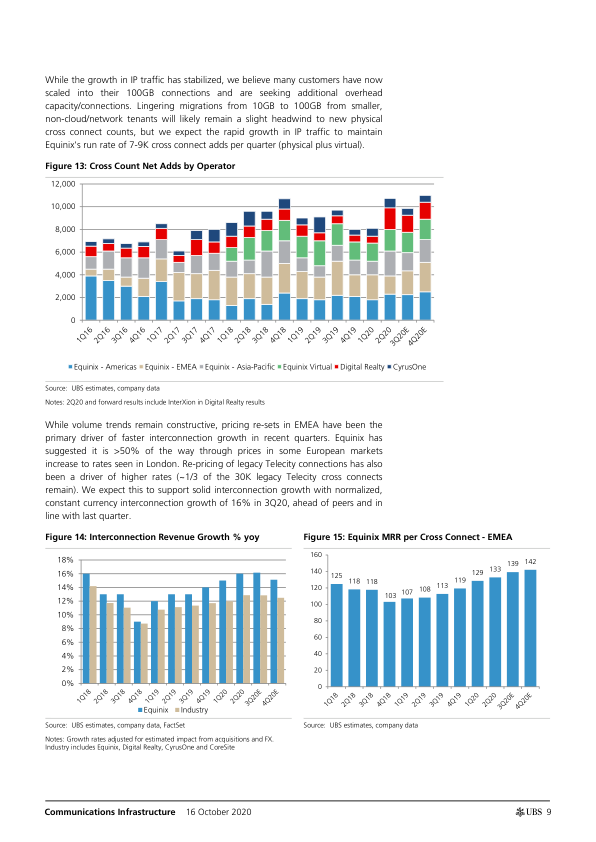 While the growth in IP traffic has stabilized, we believe many customers have now
scaled into their 100GB connections and are seeking additional overhead
capacity/connections. Lingering migrations from 10GB to 100GB from smaller,
non-cloud/network tenants will likely remain a slight headwind to new physical
cross connect counts, but we expect the rapid growth in IP traffic to maintain
Equinix's run rate of 7-9K cross connect adds per quarter (physical plus virtual).
Figure 13: Cross Count Net Adds by Operator
12,000
10,000
8,000
6,000
4,000
2,000
0
1Q16 2Q16 3Q16 4Q16 1Q17 2Q17 3Q17 4Q17 1Q18 2Q18 3Q18 4Q18 1Q19 2Q19 3Q19 4Q19 1Q20 2Q20 3Q20E 4Q20E
Equinix - Americas Equinix - EMEA Equinix - Asia-Pacific Equinix Virtual Digital Realty CyrusOne
Source: UBS estimates, company data
Notes: 2Q20 and forward results include InterXion in Digital Realty results
While volume trends remain constructive, pricing re-sets in EMEA have been the
primary driver of faster interconnection growth in recent quarters. Equinix has
suggested it is >50% of the way through prices in some European markets
increase to rates seen in London. Re-pricing of legacy Telecity connections has also
been a driver of higher rates (~1/3 of the 30K legacy Telecity cross connects
remain). We expect this to support solid interconnection growth with normalized,
constant currency interconnection growth of 16% in 3Q20, ahead of peers and in
line with last quarter.
Figure 14: Interconnection Revenue Growth % yoy
18%
16%
14%
12%
10%
8%
6%
4%
2%
0%
1Q18 2Q18 3Q18 4Q18 1Q19 2Q19 3Q19 4Q19 1Q20 2Q20 3Q20E 4Q20E
Equinix Industry
Source: UBS estimates, company data, FactSet
Notes: Growth rates adjusted for estimated impact from acquisitions and FX.
Industry includes Equinix, Digital Realty, CyrusOne and CoreSite
Figure 15: Equinix MRR per Cross Connect - EMEA
160
140
120
100
80
60
40
20
0
125 118 118 103 107 108 113 119 129 133 139 142
1Q18 2Q18 3Q18 4Q18 1Q19 2Q19 3Q19 4Q19 1Q20 2Q20 3Q20E 4Q20E
Source: UBS estimates, company data
Communications Infrastructure 16 October 2020
UBS 9